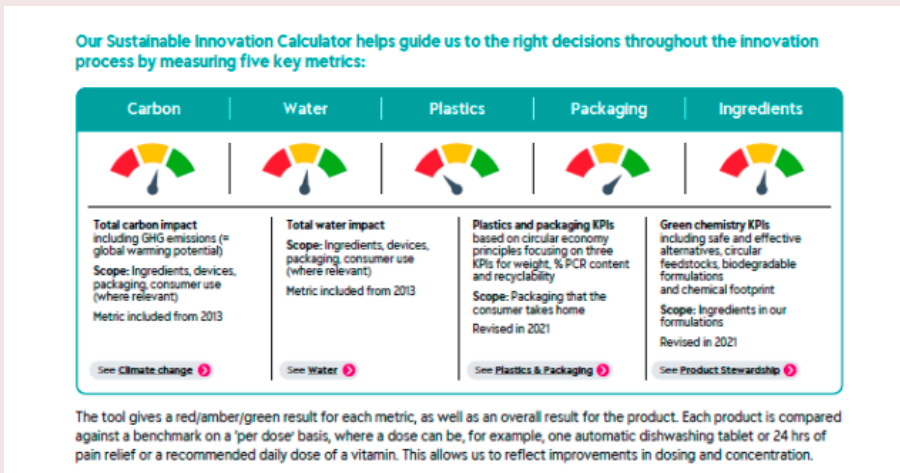 Our Sustainable Innovation Calculator helps guide us to the right decisions throughout the innovation
process by measuring five key metrics:
Carbon
Water
Plastics
Packaging
Ingredients
Total carbon impact
including GHG emissions (=
global warming potential)
Scope: Ingredients, devices,
packaging, consumer use
(where relevant)
Metric included from 2013
See Climate change
Total water impact
Scope: Ingredients, devices,
packaging, consumer use
(where relevant)
Metric included from 2013
See Water
Plastics and packaging KPIs
based on circular economy
principles focusing on three
KPIs for weight, % PCR content
and recyclability
Scope: Packaging that the
consumer takes home
Revised in 2021
See Plastics & Packaging
Green chemistry KPIs
including safe and effective
alternatives, circular
feedstocks, biodegradable
formulations
and chemical footprint
Scope: Ingredients in our
formulations
Revised in 2021
See Product Stewardship
The tool gives a red/amber/green result for each metric, as well as an overall result for the product. Each product is compared
against a benchmark on a 'per dose' basis, where a dose can be, for example, one automatic dishwashing tablet or 24 hrs of
pain relief or a recommended daily dose of a vitamin. This allows us to reflect improvements in dosing and concentration.